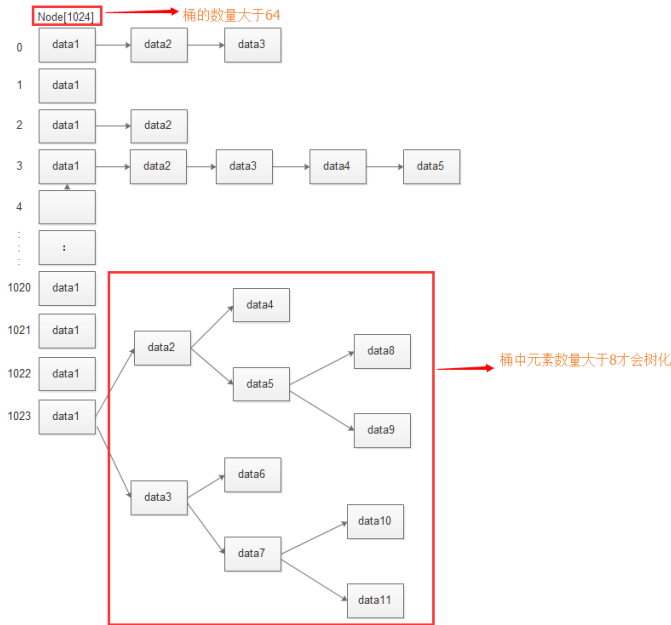 Node[1024]
桶的数量大于64
0
data1
data2
data3
1
data1
2
data1
data2
3
data1
data2
data3
data4
data5
4
:
:
:
:
1020
data1
data4
1021
data1
data2
data8
1022
data1
data5
桶中元素数量大于8才会树化
1023
data1
data9
data6
data3
data10
data7
data11